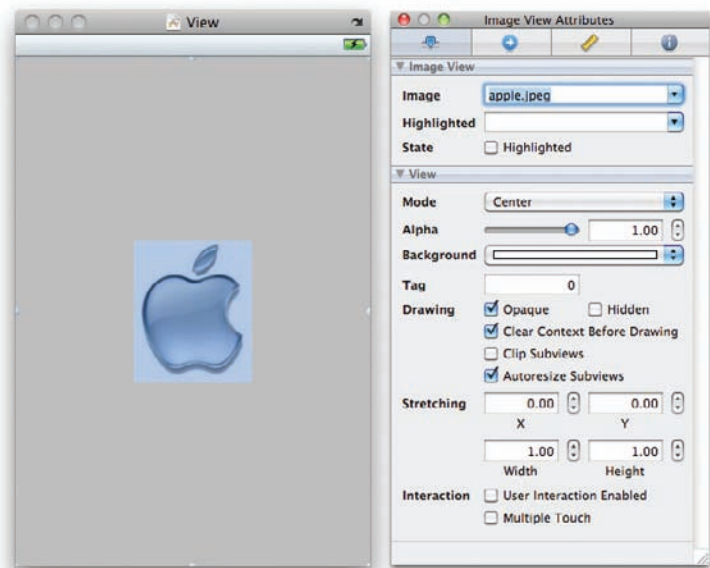 View
Image View Attributes
Image View
Image apple.jpeg
Highlighted
State Highlighted
View
Mode Center
Alpha 1.00
Background
Tag 0
Drawing Opaque Hidden
Clear Context Before Drawing
Clip Subviews
Autoresize Subviews
Stretching 0.00 0.00
X Y
1.00 1.00
Width Height
Interaction User Interaction Enabled
Multiple Touch